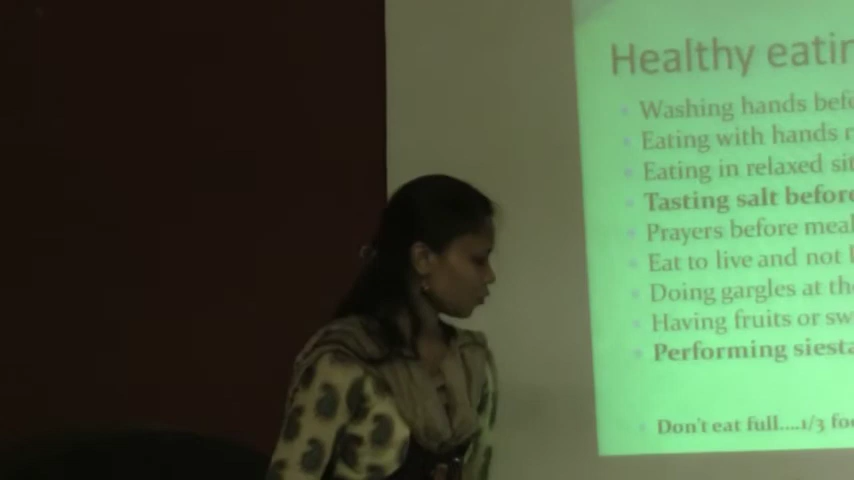 Healthy eatin
Washing hands befo
Eating with hands r
Eating in relaxed sit
Tasting salt before
Prayers before meal
Eat to live and not l
Doing gargles at the
Having fruits or sw
Performing siesta
Don't eat full....1/3 foo